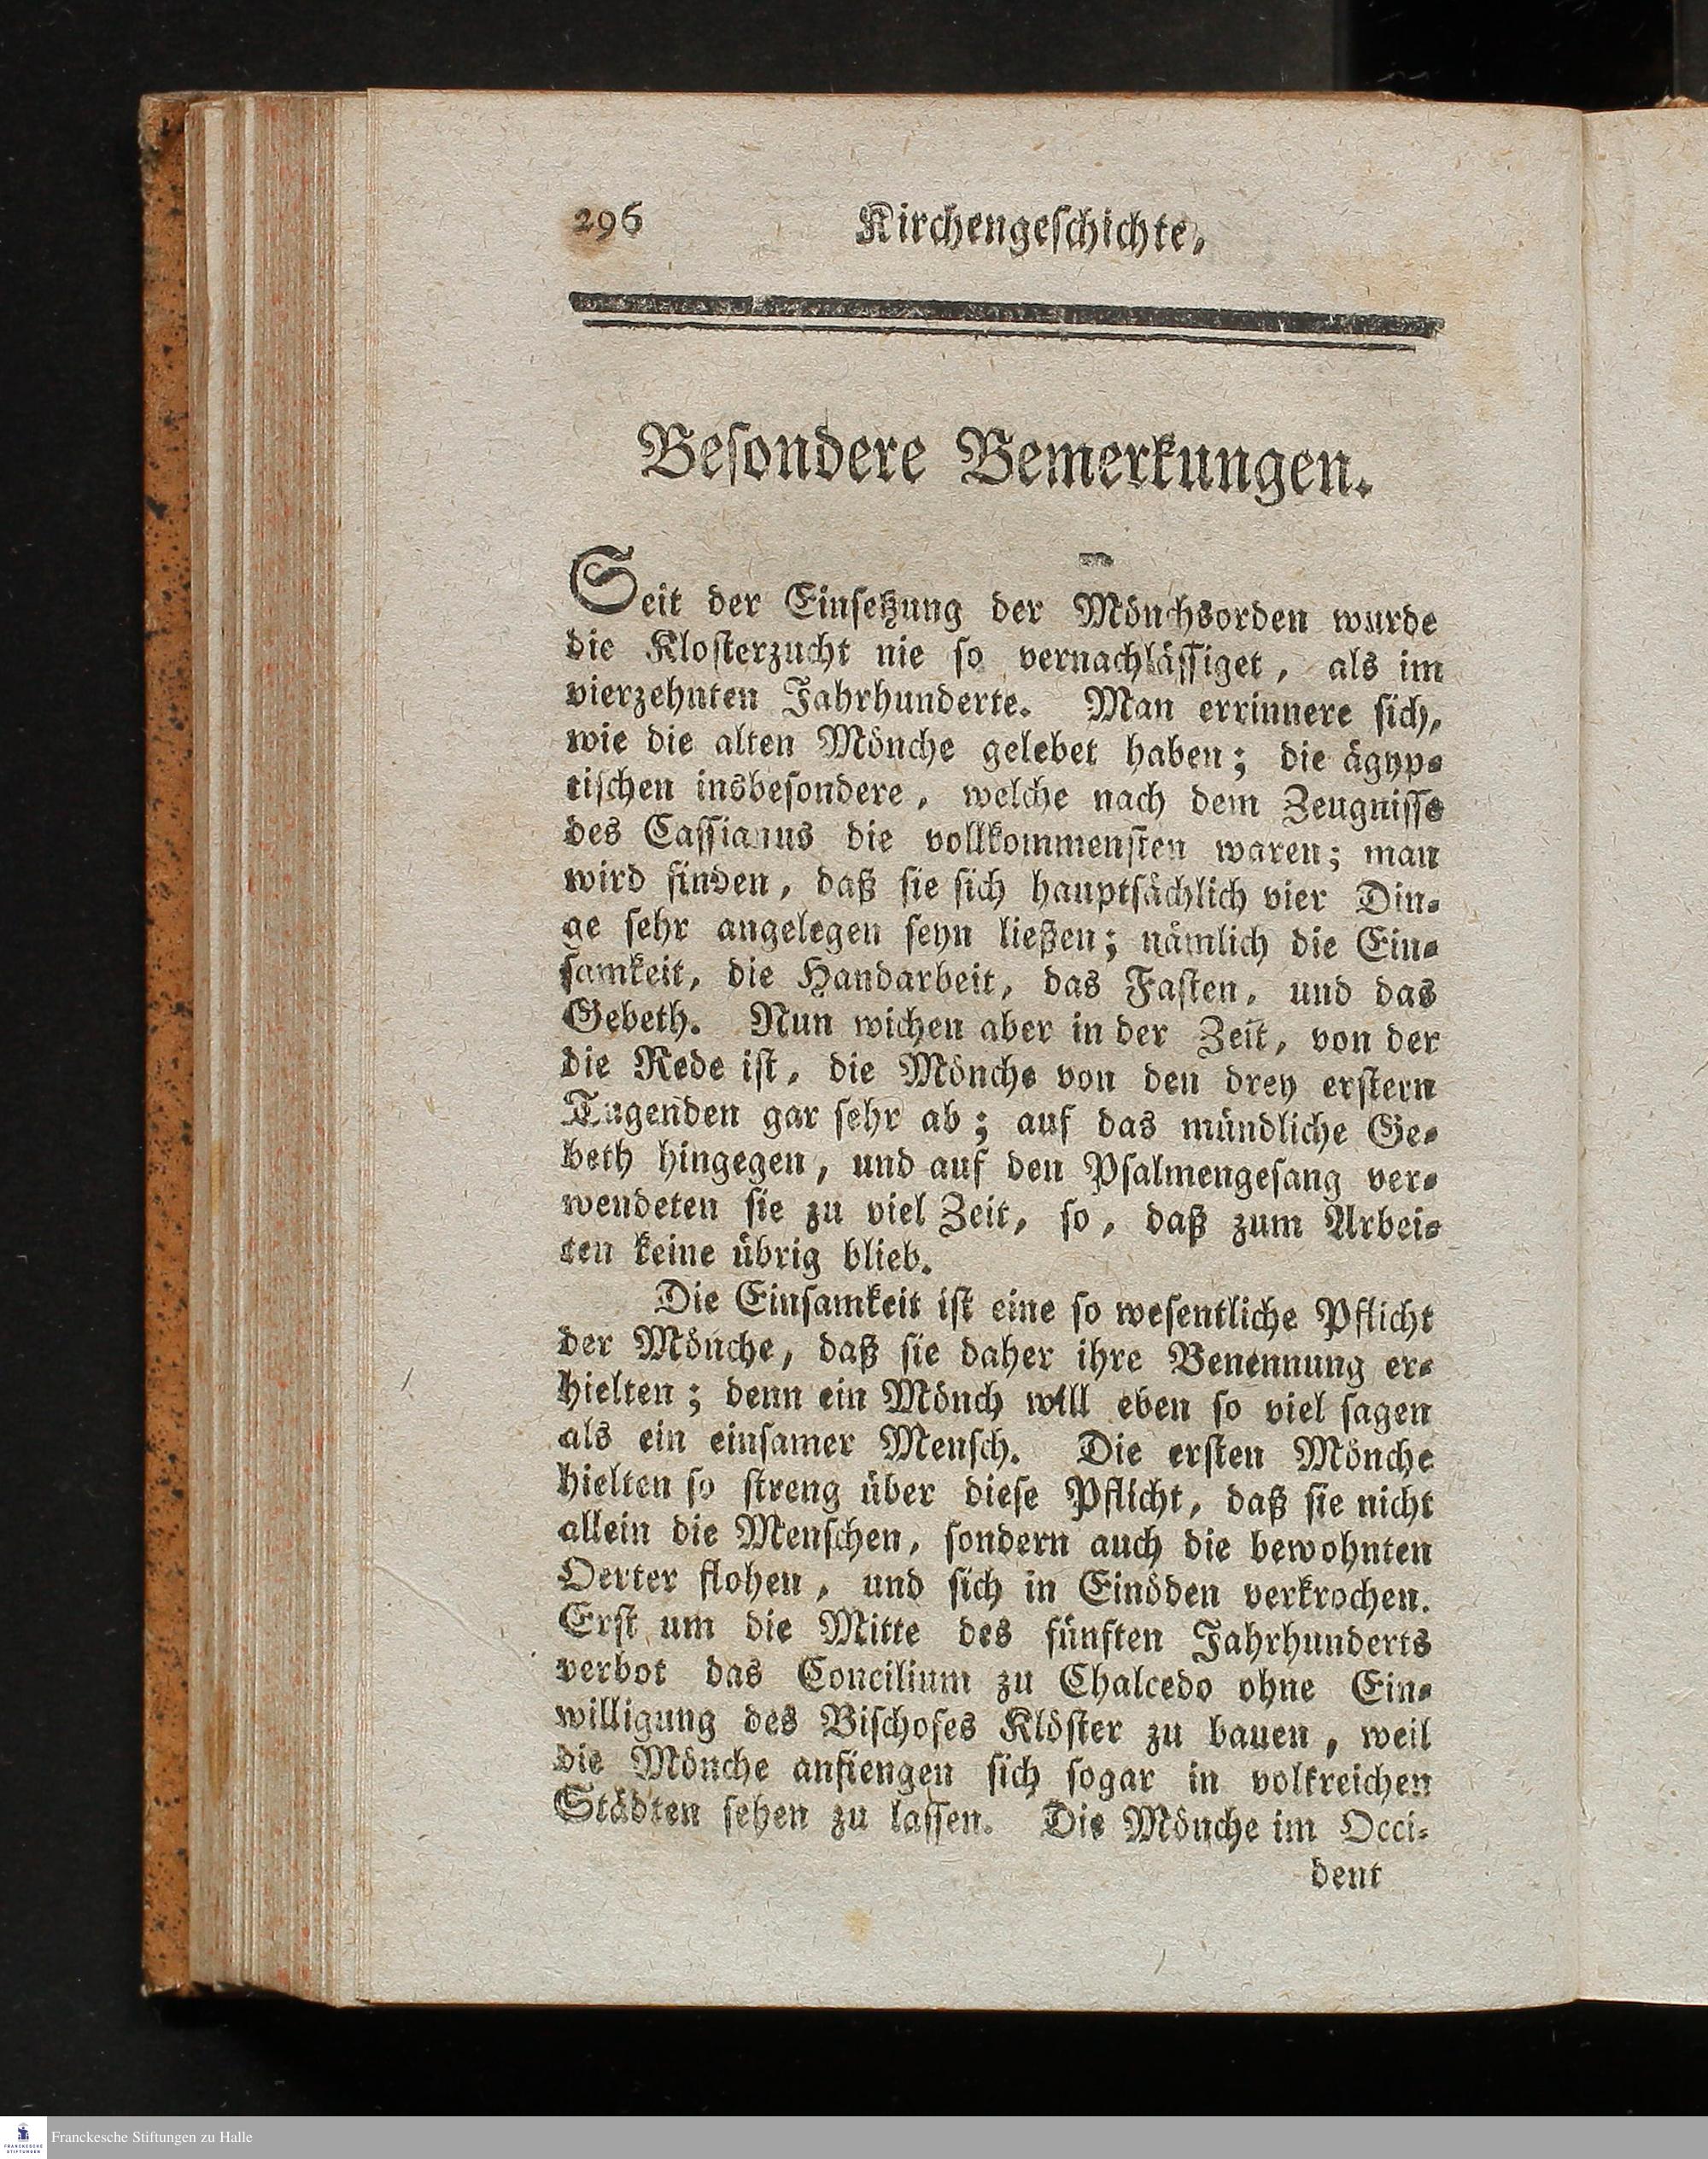 296 Kirchengeschichte,
Besondere Bemerkungen.
Seit der Einsetzung der Mönchsorden wurde
die Klosterzucht nie so vernachlässiget, als im
vierzehnten Jahrhunderte. Man errinnere sich,
wie die alten Mönche gelebet haben; die ägyp-
tischen insbesondere, welche nach dem Zeugnisse
des Cassianus die vollkommensten waren; man
wird finden, daß sie sich hauptsächlich vier Din-
ge sehr angelegen seyn ließen; nämlich die Ein-
samkeit, die Handarbeit, das Fasten, und das
Gebeth. Nun wichen aber in der Zeit, von der
die Rede ist, die Mönche von den drey erstern
Tugenden gar sehr ab; auf das mündliche Ge-
beth hingegen, und auf den Psalmengesang ver-
wendeten sie zu viel Zeit, so, daß zum Arbei-
ten keine übrig blieb.
Die Einsamkeit ist eine so wesentliche Pflicht
der Mönche, daß sie daher ihre Benennung er-
hielten; denn ein Mönch will eben so viel sagen
als ein einsamer Mensch. Die ersten Mönche
hielten so streng über diese Pflicht, daß sie nicht
allein die Menschen, sondern auch die bewohnten
Oerter flohen, und sich in Einöden verkrochen.
Erst um die Mitte des fünften Jahrhunderts
verbot das Concilium zu Chalcedo ohne Ein-
willigung des Bischofes Klöster zu bauen, weil
die Mönche anfiengen sich sogar in volkreichen
Städten sehen zu lassen. Die Mönche im Occi-
dent
FRANCKESCHE
STIFTUNGEN
Franckesche Stiftungen zu Halle